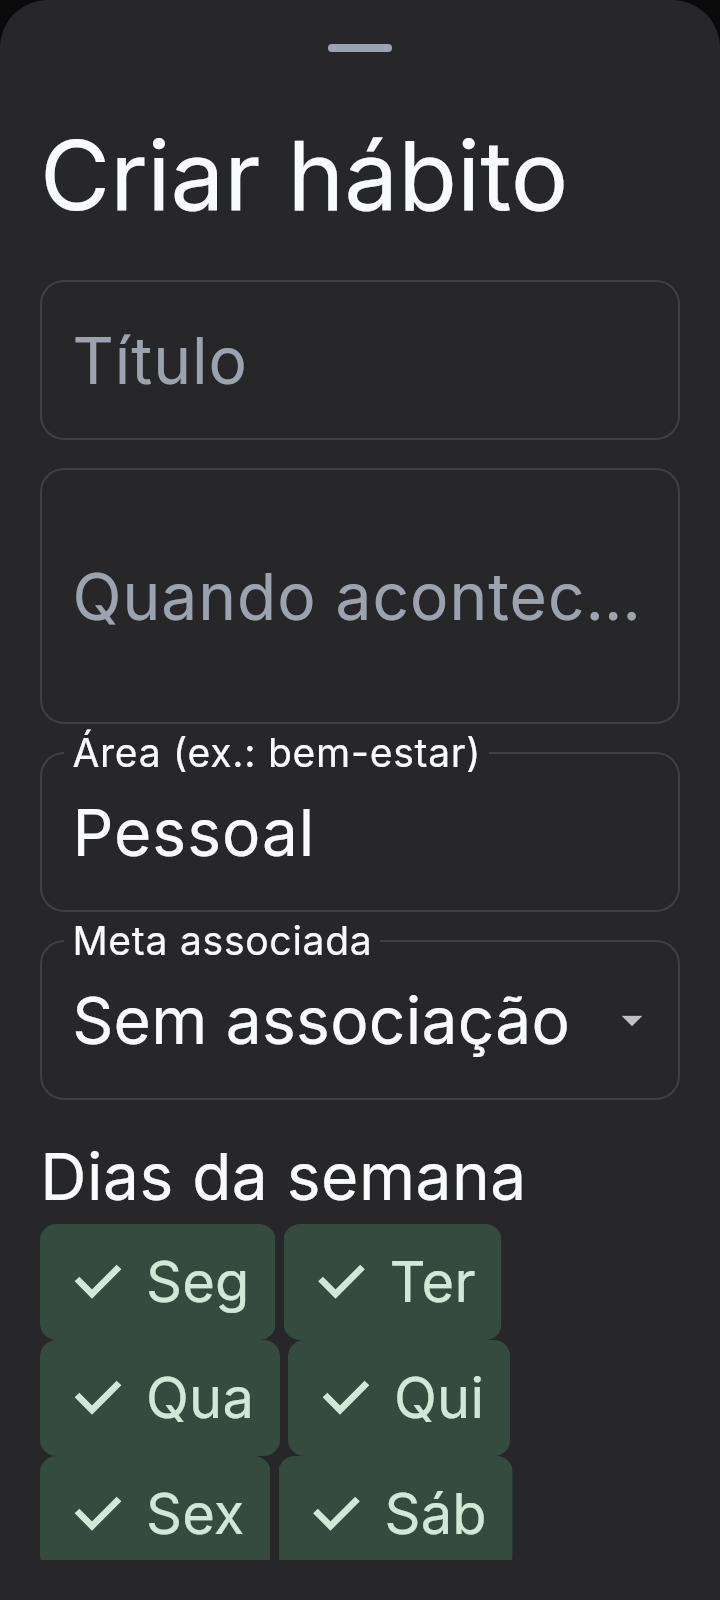 Criar hábito
Título
Quando acontec...
Área (ex.: bem-estar)
Pessoal
Meta associada
Sem associação
Dias da semana
Seg Ter
Qua Qui
Sex Sáb